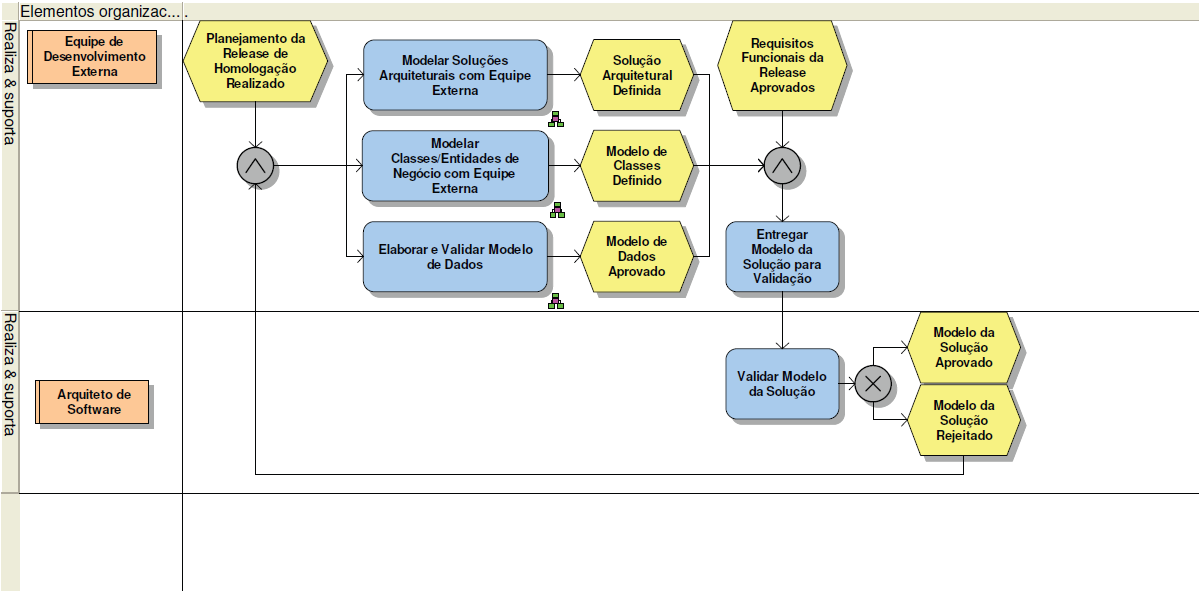 Elementos organizac....
Realiza & suporta
Equipe de
Desenvolvimento
Externa
Planejamento da
Release de
Homologação
Realizado
Modelar Soluções
Arquiteturais com Equipe
Externa
Solução
Arquitetural
Definida
Requisitos
Funcionais da
Release
Aprovados
Modelar
Classes/Entidades de
Negócio com Equipe
Externa
Modelo de
Classes
Definido
Elaborar e Validar Modelo
de Dados
Modelo de
Dados
Aprovado
Entregar
Modelo da
Solução para
Validação
Realiza & suporta
Arquiteto de
Software
Validar Modelo
da Solução
Modelo da
Solução
Aprovado
Modelo da
Solução
Rejeitado